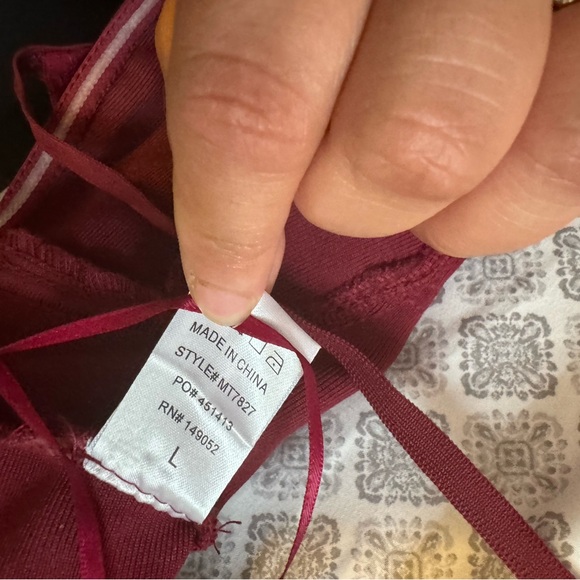 MADE IN CHINA
STYLE# MT7827
PO# 451413
RN# 149052
L